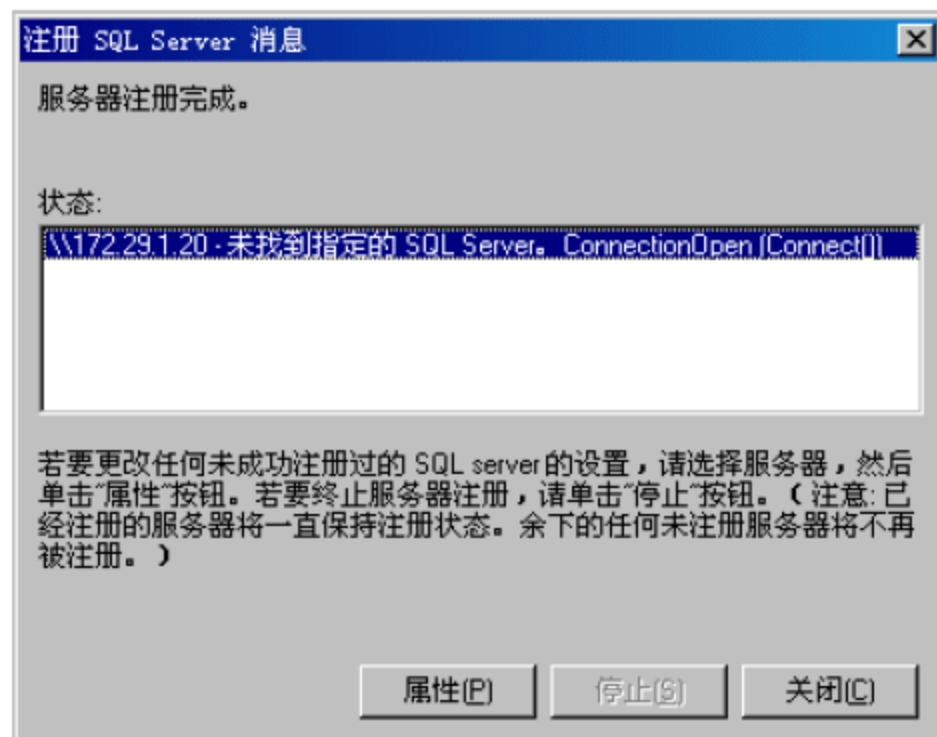 注册 SQL Server 消息
服务器注册完成。
状态:
\\172.29.1.20 - 未找到指定的 SQL Server。 ConnectionOpen (Connect())
若要更改任何未成功注册过的 SQL server的设置，请选择服务器，然后
单击"属性"按钮。若要终止服务器注册，请单击"停止"按钮。（注意: 已
经注册的服务器将一直保持注册状态。余下的任何未注册服务器将不再
被注册。）
属性(P) 停止(S) 关闭(C)